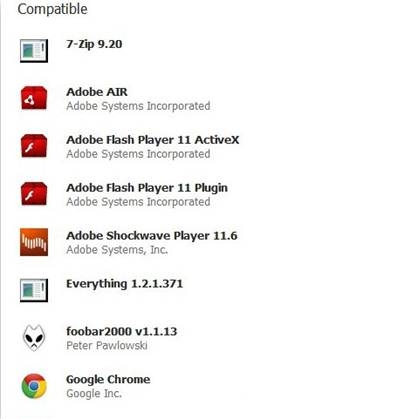 Compatible
7-Zip 9.20
Adobe AIR
Adobe Systems Incorporated
Adobe Flash Player 11 ActiveX
Adobe Systems Incorporated
Adobe Flash Player 11 Plugin
Adobe Systems Incorporated
Adobe Shockwave Player 11.6
Adobe Systems, Inc.
Everything 1.2.1.371
foobar2000 v1.1.13
Peter Pawlowski
Google Chrome
Google Inc.